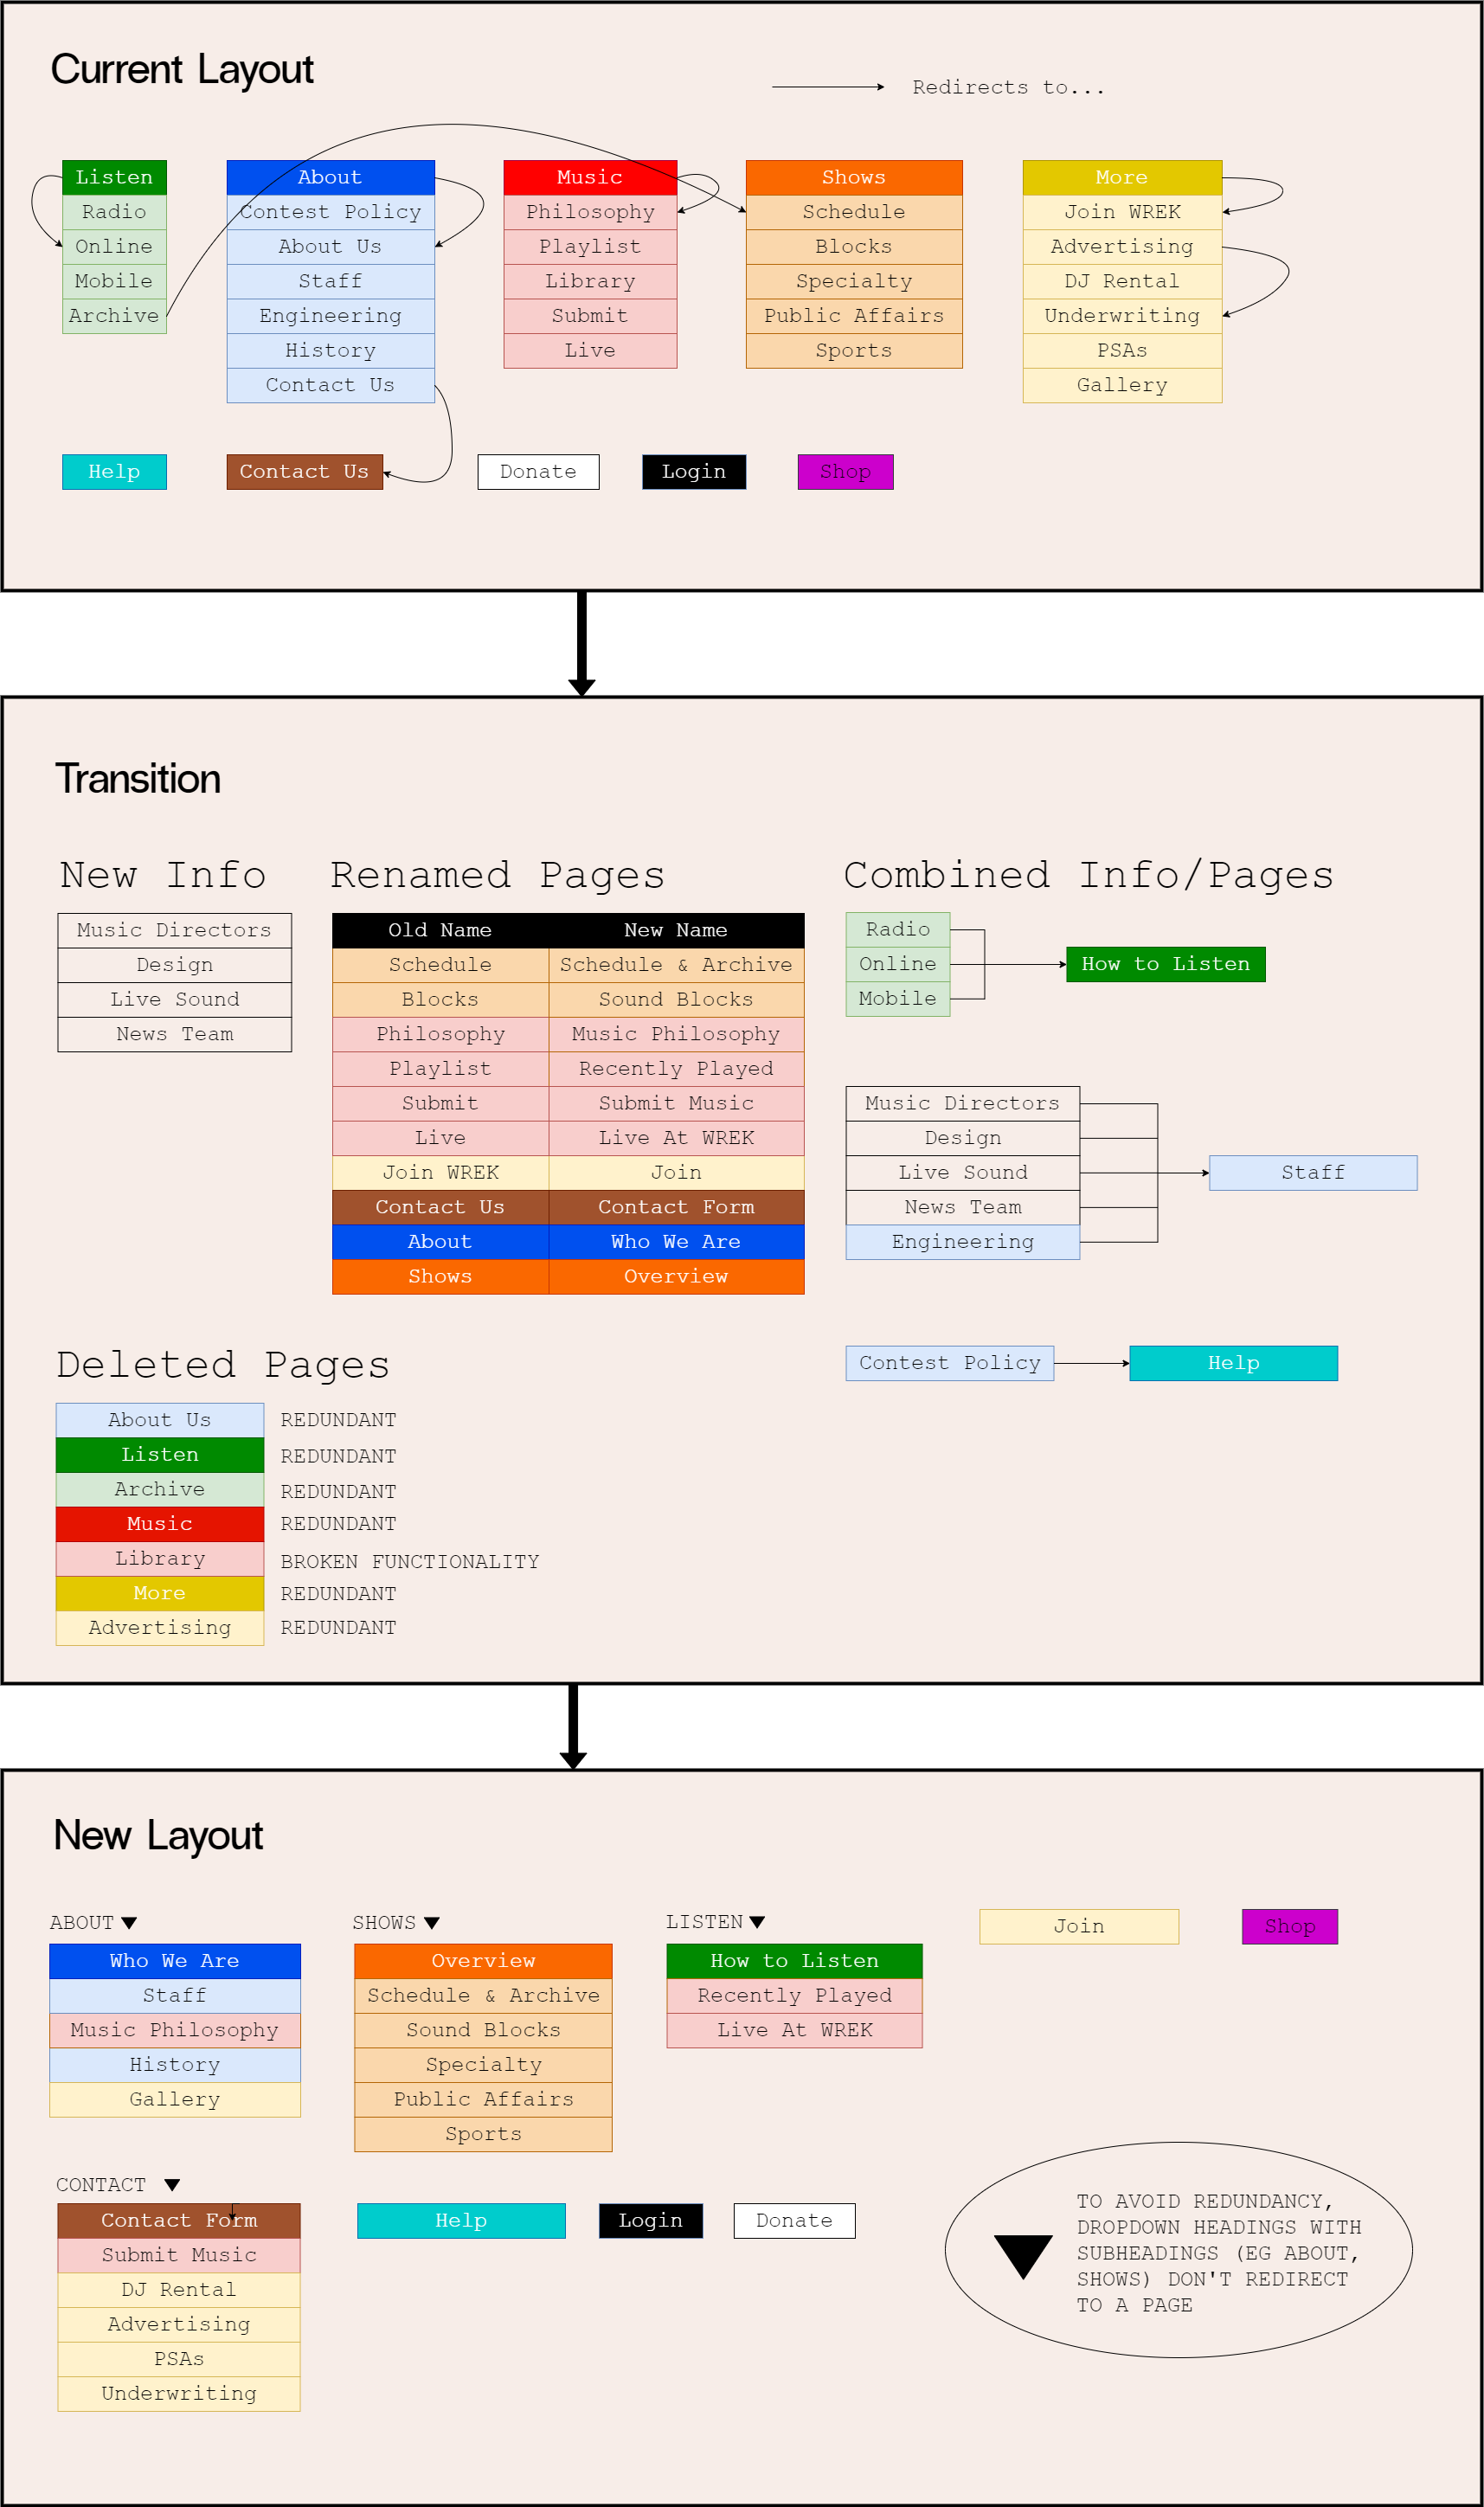 Current Layout
Redirects to...
Listen
Radio
Online
Mobile
Archive
About
Contest Policy
About Us
Staff
Engineering
History
Contact Us
Music
Philosophy
Playlist
Library
Submit
Live
Shows
Schedule
Blocks
Specialty
Public Affairs
Sports
More
Join WREK
Advertising
DJ Rental
Underwriting
PSAs
Gallery
Help
Contact Us
Donate
Login
Shop
Transition
New Info
Music Directors
Design
Live Sound
News Team
Renamed Pages
Old Name New Name
Schedule Schedule & Archive
Blocks Sound Blocks
Philosophy Music Philosophy
Playlist Recently Played
Submit Submit Music
Live Live At WREK
Join WREK Join
Contact Us Contact Form
About Who We Are
Shows Overview
Combined Info/Pages
Radio
Online
Mobile
How to Listen
Music Directors
Design
Live Sound
News Team
Engineering
Staff
Contest Policy
Help
Deleted Pages
About Us REDUNDANT
Listen REDUNDANT
Archive REDUNDANT
Music REDUNDANT
Library BROKEN FUNCTIONALITY
More REDUNDANT
Advertising REDUNDANT
New Layout
ABOUT
Who We Are
Staff
Music Philosophy
History
Gallery
SHOWS
Overview
Schedule & Archive
Sound Blocks
Specialty
Public Affairs
Sports
LISTEN
How to Listen
Recently Played
Live At WREK
Join
Shop
CONTACT
Contact Form
Submit Music
DJ Rental
Advertising
PSAs
Underwriting
Help
Login
Donate
TO AVOID REDUNDANCY,
DROPDOWN HEADINGS WITH
SUBHEADINGS (EG ABOUT,
SHOWS) DON'T REDIRECT
TO A PAGE